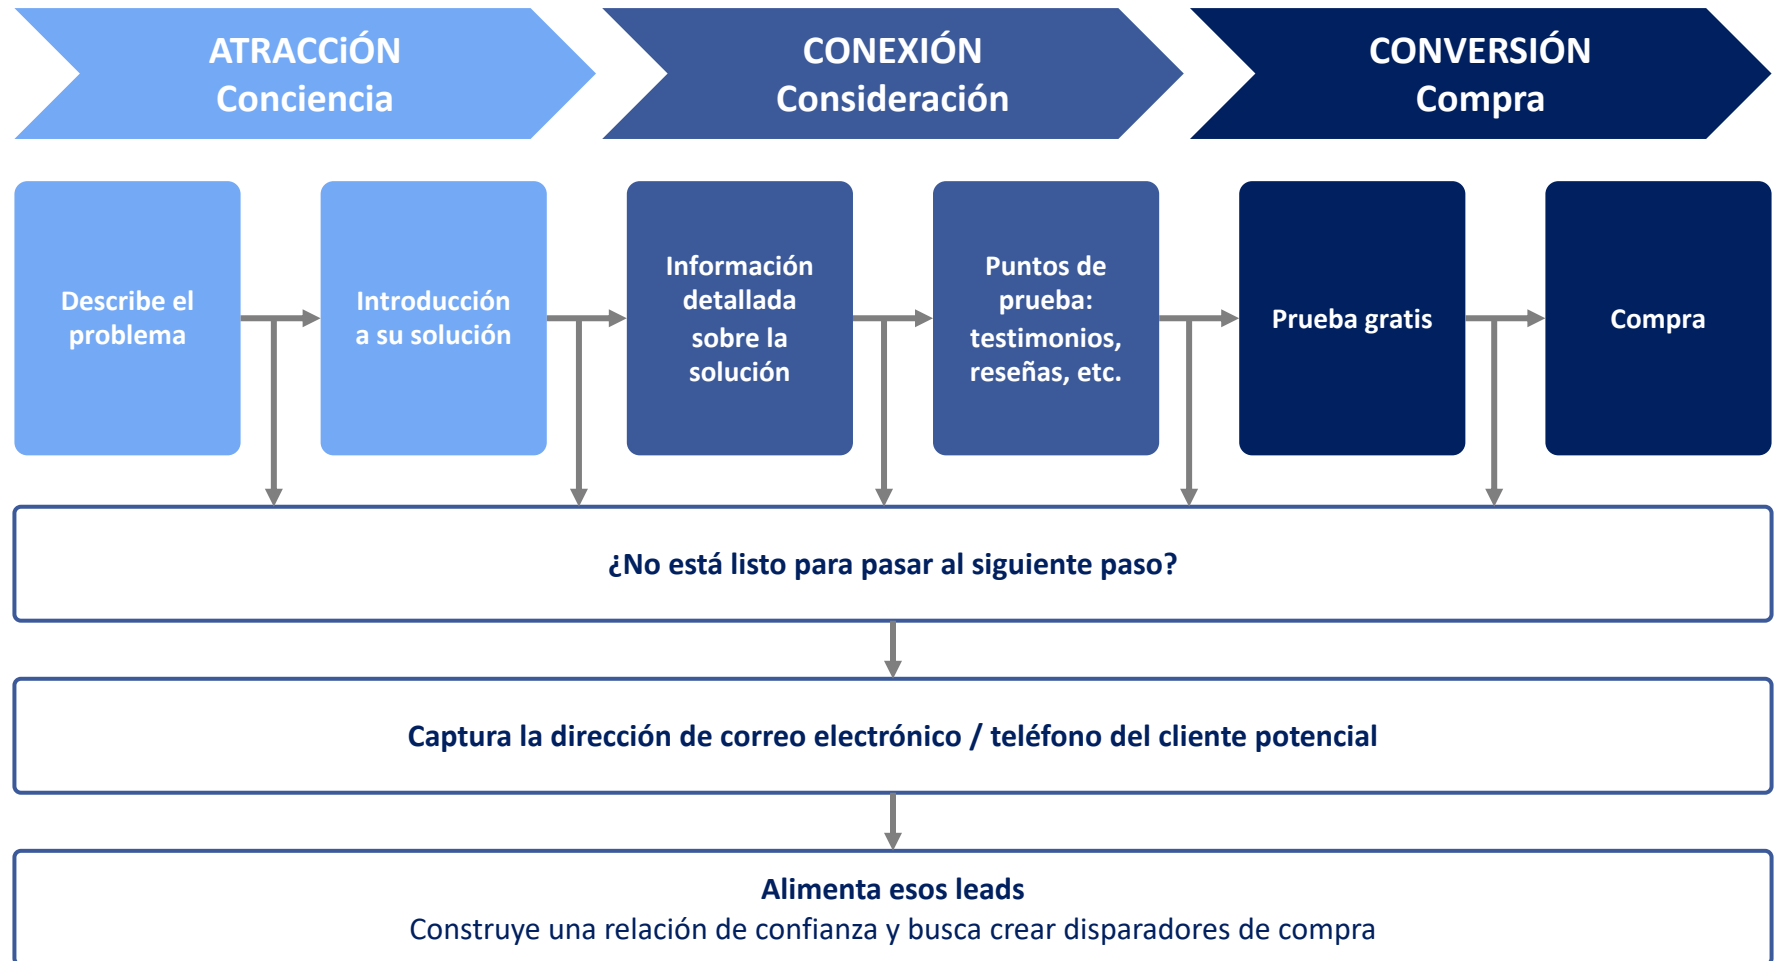 ATRACCiÓN
Conciencia
CONEXIÓN
Consideración
CONVERSIÓN
Compra
Describe el
problema
Introducción
a su solución
Información
detallada
sobre la
solución
Puntos de
prueba:
testimonios,
reseñas, etc.
Prueba gratis
Compra
¿No está listo para pasar al siguiente paso?
Captura la dirección de correo electrónico / teléfono del cliente potencial
Alimenta esos leads
Construye una relación de confianza y busca crear disparadores de compra